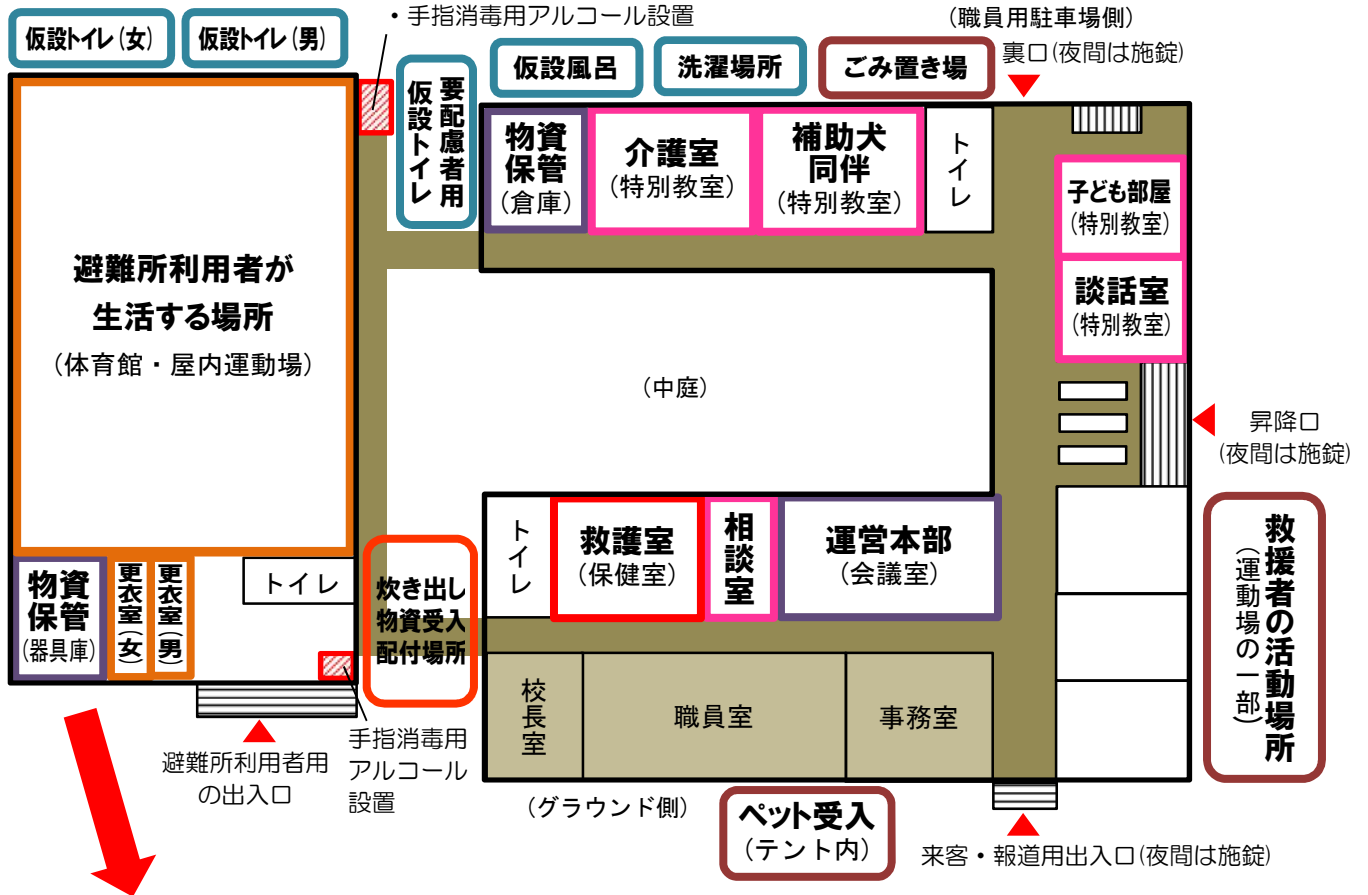 ・手指消毒用アルコール設置
(職員用駐車場側)
仮設トイレ(女)
仮設トイレ(男)
要配慮者用
仮設トイレ
仮設風呂
洗濯場所
ごみ置き場
裏口(夜間は施錠)
物資
保管
(倉庫)
介護室
(特別教室)
補助犬
同伴
(特別教室)
トイレ
子ども部屋
(特別教室)
談話室
(特別教室)
避難所利用者が
生活する場所
(体育館・屋内運動場)
(中庭)
昇降口
(夜間は施錠)
物資
保管
(器具庫)
更衣室(女)
更衣室(男)
トイレ
炊き出し
物資受入
配付場所
トイレ
救護室
(保健室)
相談室
運営本部
(会議室)
救援者の活動場所
(運動場の一部)
校長室
職員室
事務室
避難所利用者用
の出入口
手指消毒用
アルコール
設置
(グラウンド側)
ペット受入
(テント内)
来客・報道用出入口(夜間は施錠)